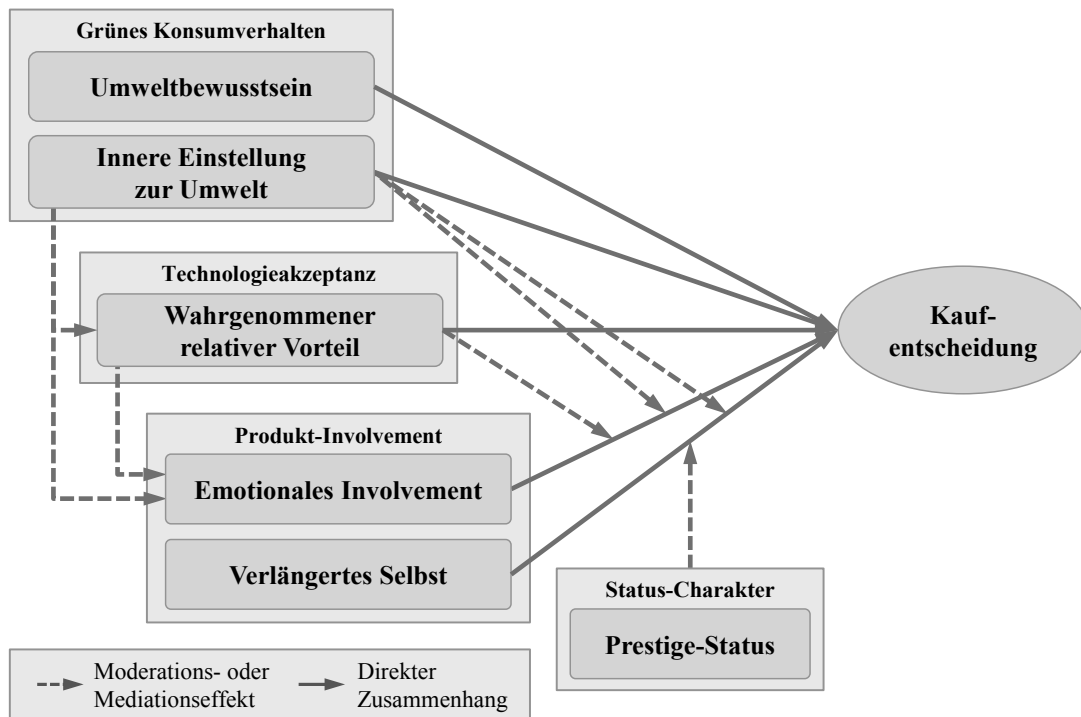 Grünes Konsumverhalten
Umweltbewusstsein
Innere Einstellung
zur Umwelt
Technologieakzeptanz
Wahrgenommener
relativer Vorteil
Kauf-
entscheidung
Produkt-Involvement
Emotionales Involvement
Verlängertes Selbst
Status-Charakter
Prestige-Status
Moderations- oder
Mediationseffekt
Direkter
Zusammenhang